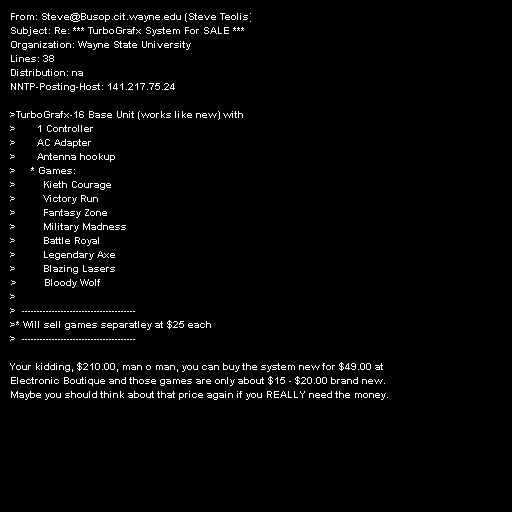 From: Steve@Busop.cit.wayne.edu (Steve Teolis)
Subject: Re: *** TurboGrafx System For SALE ***
Organization: Wayne State University
Lines: 38
Distribution: na
NNTP-Posting-Host: 141.217.75.24

>TurboGrafx-16 Base Unit (works like new) with
>       1 Controller
>       AC Adapter
>       Antenna hookup
>     * Games:
>         Kieth Courage
>         Victory Run
>         Fantasy Zone
>         Military Madness
>         Battle Royal
>         Legendary Axe
>         Blazing Lasers
>         Bloody Wolf
>
>  --------------------------------------
>* Will sell games separatley at $25 each
>  --------------------------------------

Your kidding, $210.00, man o man, you can buy the system new for $49.00 at
Electronic Boutique and those games are only about $15 - $20.00 brand new.
Maybe you should think about that price again if you REALLY need the money.